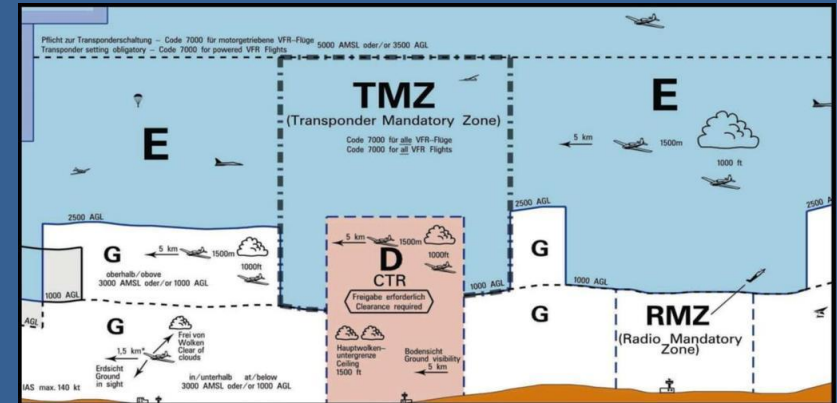 Pflicht zur Transponderschaltung – Code 7000 für motorgetriebene VFR-Flüge
Transponder setting obligatory – Code 7000 for powered VFR Flights
5000 AMSL oder/or 3500 AGL
TMZ
(Transponder Mandatory Zone)
Code 7000 für alle VFR-Flüge
Code 7000 for all VFR Flights
E
E
5 km
1500m
1000 ft
2500 AGL
2500 AGL
2500 A
G
5 km
1500m
1000ft
oberhalb/obove
3000 AMSL oder/or 1000 AGL
5 km
1500m
1000ft
D
CTR
Freigabe erforderlich
Clearance required
G
1000 AGL
1000 AGL
1000 AGL
AGL
G
Frei von
Wolken
Clear of
clouds
1,5 km*
Erdsicht
Ground
in sight
in/unterhalb at/below
3000 AMSL oder/or 1000 AGL
IAS max. 140 kt
Hauptwolken–
untergrenze
Ceiling
1500 ft
Bodensicht
Ground visibility
5 km
G
RMZ
(Radio Mandatory
Zone)